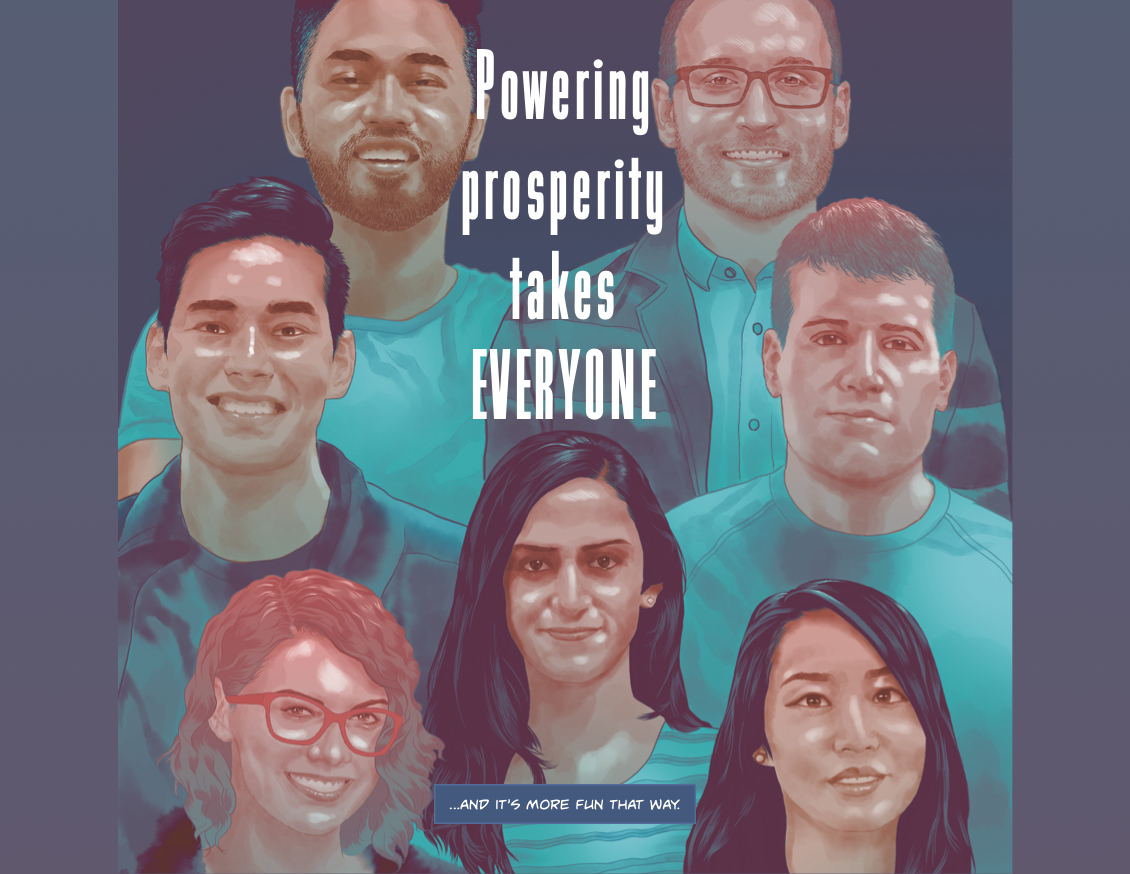 Powering
prosperity
takes
EVERYONE
...AND IT'S MORE FUN THAT WAY.